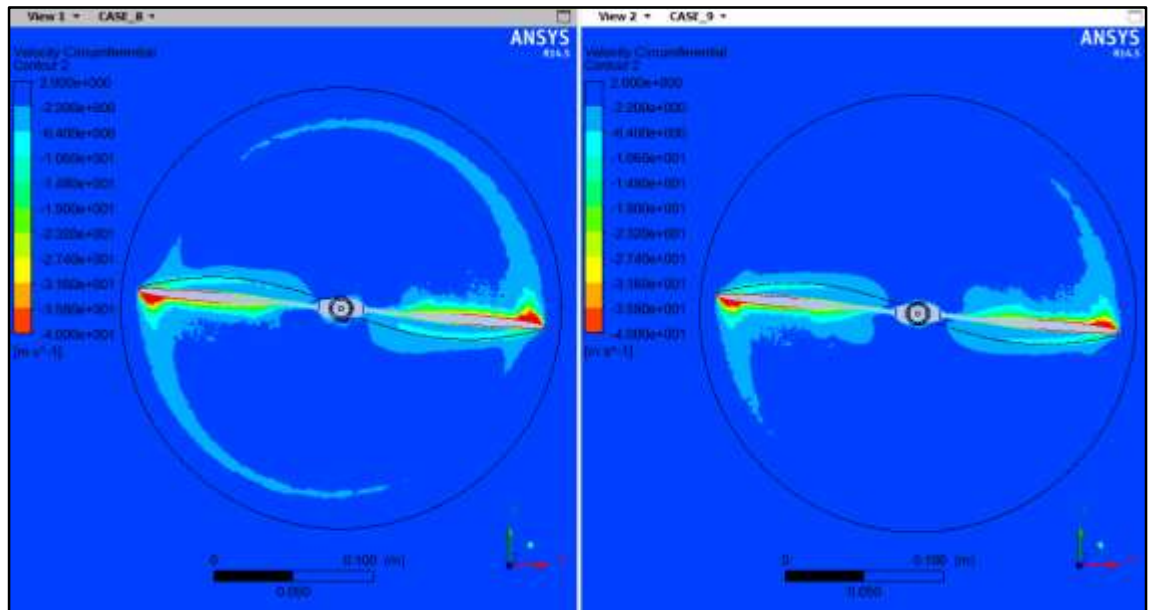 View 1 CASE_8
ANSYS
R14.5
Velocity Circumferential
Contour 2
2.000e+000
-2.200e+000
-6.400e+000
-1.060e+001
-1.480e+001
-1.900e+001
-2.320e+001
-2.740e+001
-3.160e+001
-3.580e+001
-4.000e+001
[m s^-1]
0 0.100 (m)
0.050
View 2 CASE_9
ANSYS
R14.5
Velocity Circumferential
Contour 2
2.000e+000
-2.200e+000
-6.400e+000
-1.060e+001
-1.480e+001
-1.900e+001
-2.320e+001
-2.740e+001
-3.160e+001
-3.580e+001
-4.000e+001
[m s^-1]
0 0.100 (m)
0.050